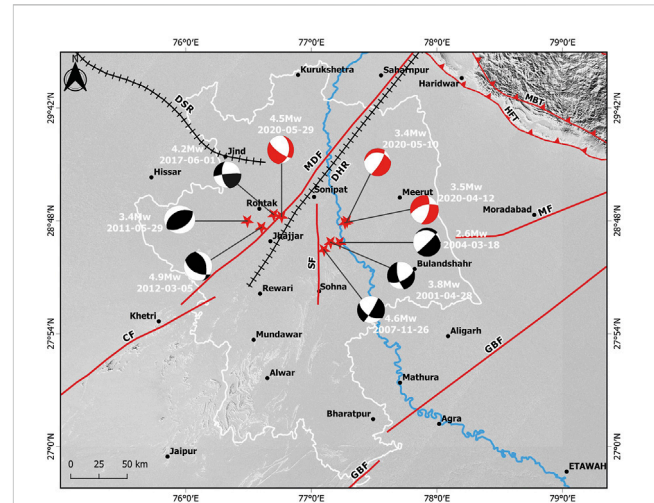 76°0'E 77°0'E 78°0'E 79°0'E
Kurukshetra
Saharnpur
Haridwar
MBT
HFT
29°42'N
29°42'N
DSR
4.5Mw
2020-05-29
3.4Mw
2020-05-10
4.2Mw
2017-06-01
Jind
MDF
DHR
Hissar
Sonipat
Meerut
3.5Mw
2020-04-12
Rohtak
Moradabad
MF
3.4Mw
2011-05-29
28°48'N
28°48'N
Jhajjar
2.6Mw
2004-03-18
SF
Bulandshahr
4.9Mw
2012-03-05
3.8Mw
2001-04-28
Rewari
Sohna
4.6Mw
2007-11-26
Khetri
CF
27°54'N
27°54'N
Mundawar
Aligarh
GBF
Alwar
Mathura
Bharatpur
Agra
27°0'N
27°0'N
Jaipur
GBF
ETAWAH
0 25 50 km
76°0'E 77°0'E 78°0'E 79°0'E